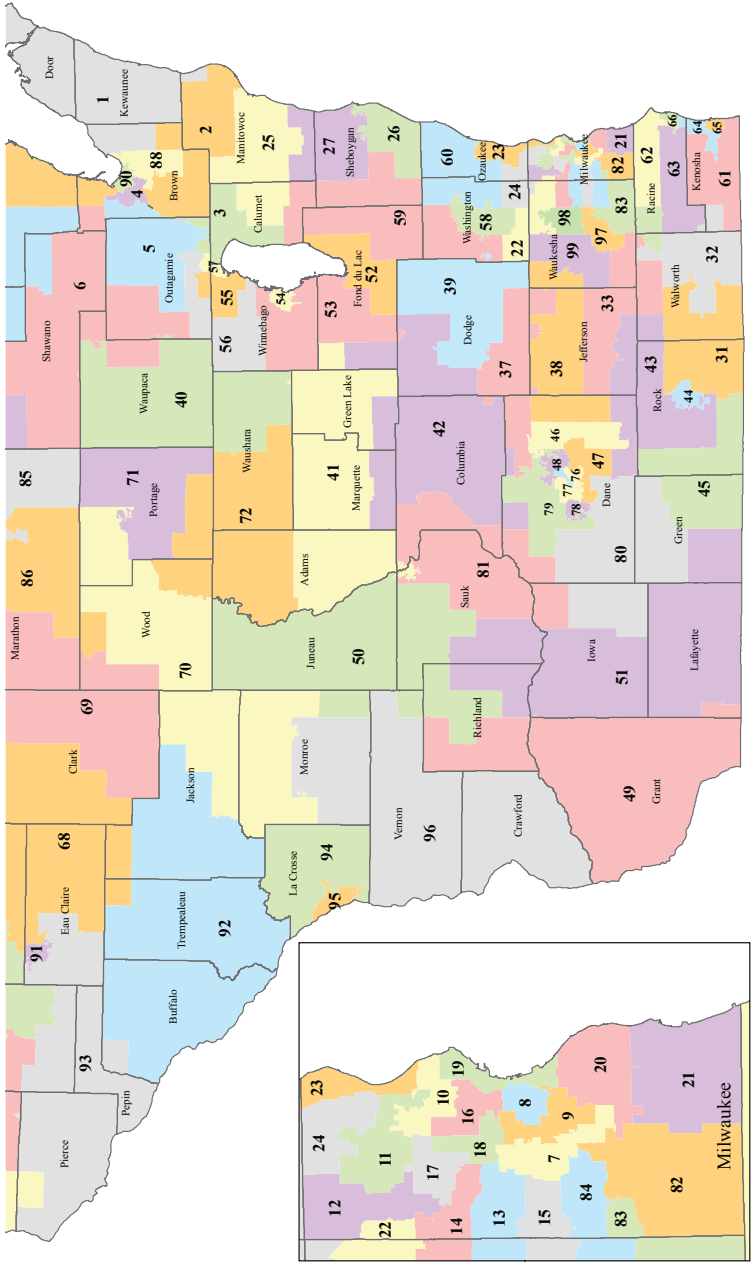 Door
1
Kewaunee
90
4
88
Brown
2
Manitowoc
25
3
Calumet
27
Sheboygan
26
5
Outagamie
6
Shawano
57
55
56
Winnebago
54
59
Fond du Lac
52
53
60
Ozaukee
23
24
Washington
58
22
Milwaukee
21
82
83
98
Waukesha
99
97
66
62
Racine
63
64
65
Kenosha
61
32
Walworth
Waupaca
40
39
Dodge
37
33
Jefferson
38
43
Rock
44
31
85
71
Portage
Waushara
72
Green Lake
41
Marquette
42
Columbia
46
48
47
76
77
78
79
Dane
80
Green
45
86
Marathon
Wood
70
Adams
Juneau
50
81
Sauk
Richland
Iowa
51
Lafayette
69
Clark
Jackson
Monroe
Vernon
96
Crawford
49
Grant
68
Eau Claire
91
Trempealeau
92
La Crosse
94
95
Buffalo
93
Pepin
Pierce
23
24
10
19
16
11
12
17
18
8
9
20
21
22
14
13
7
15
84
83
82
Milwaukee